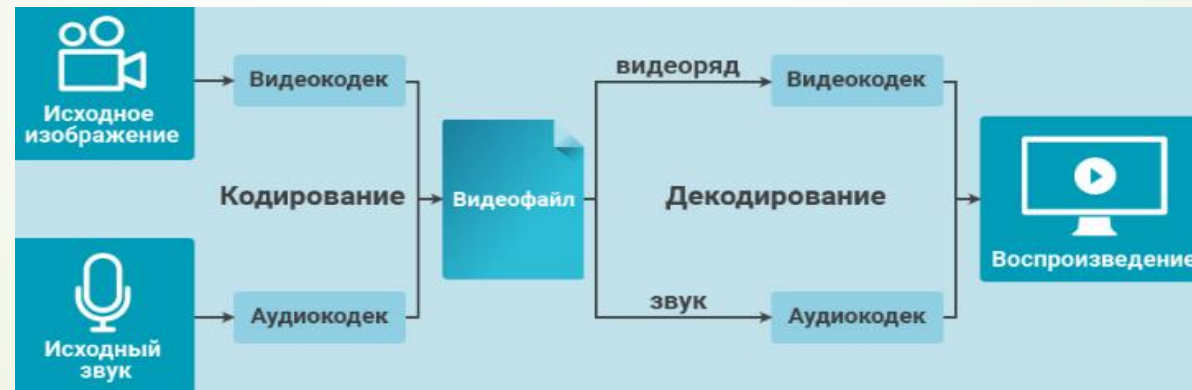 Исходное
изображение
Видеокодек
Кодирование
Исходный
звук
Аудиокодек
Видеофайл
видеоряд
Видеокодек
Декодирование
звук
Аудиокодек
Воспроизведение